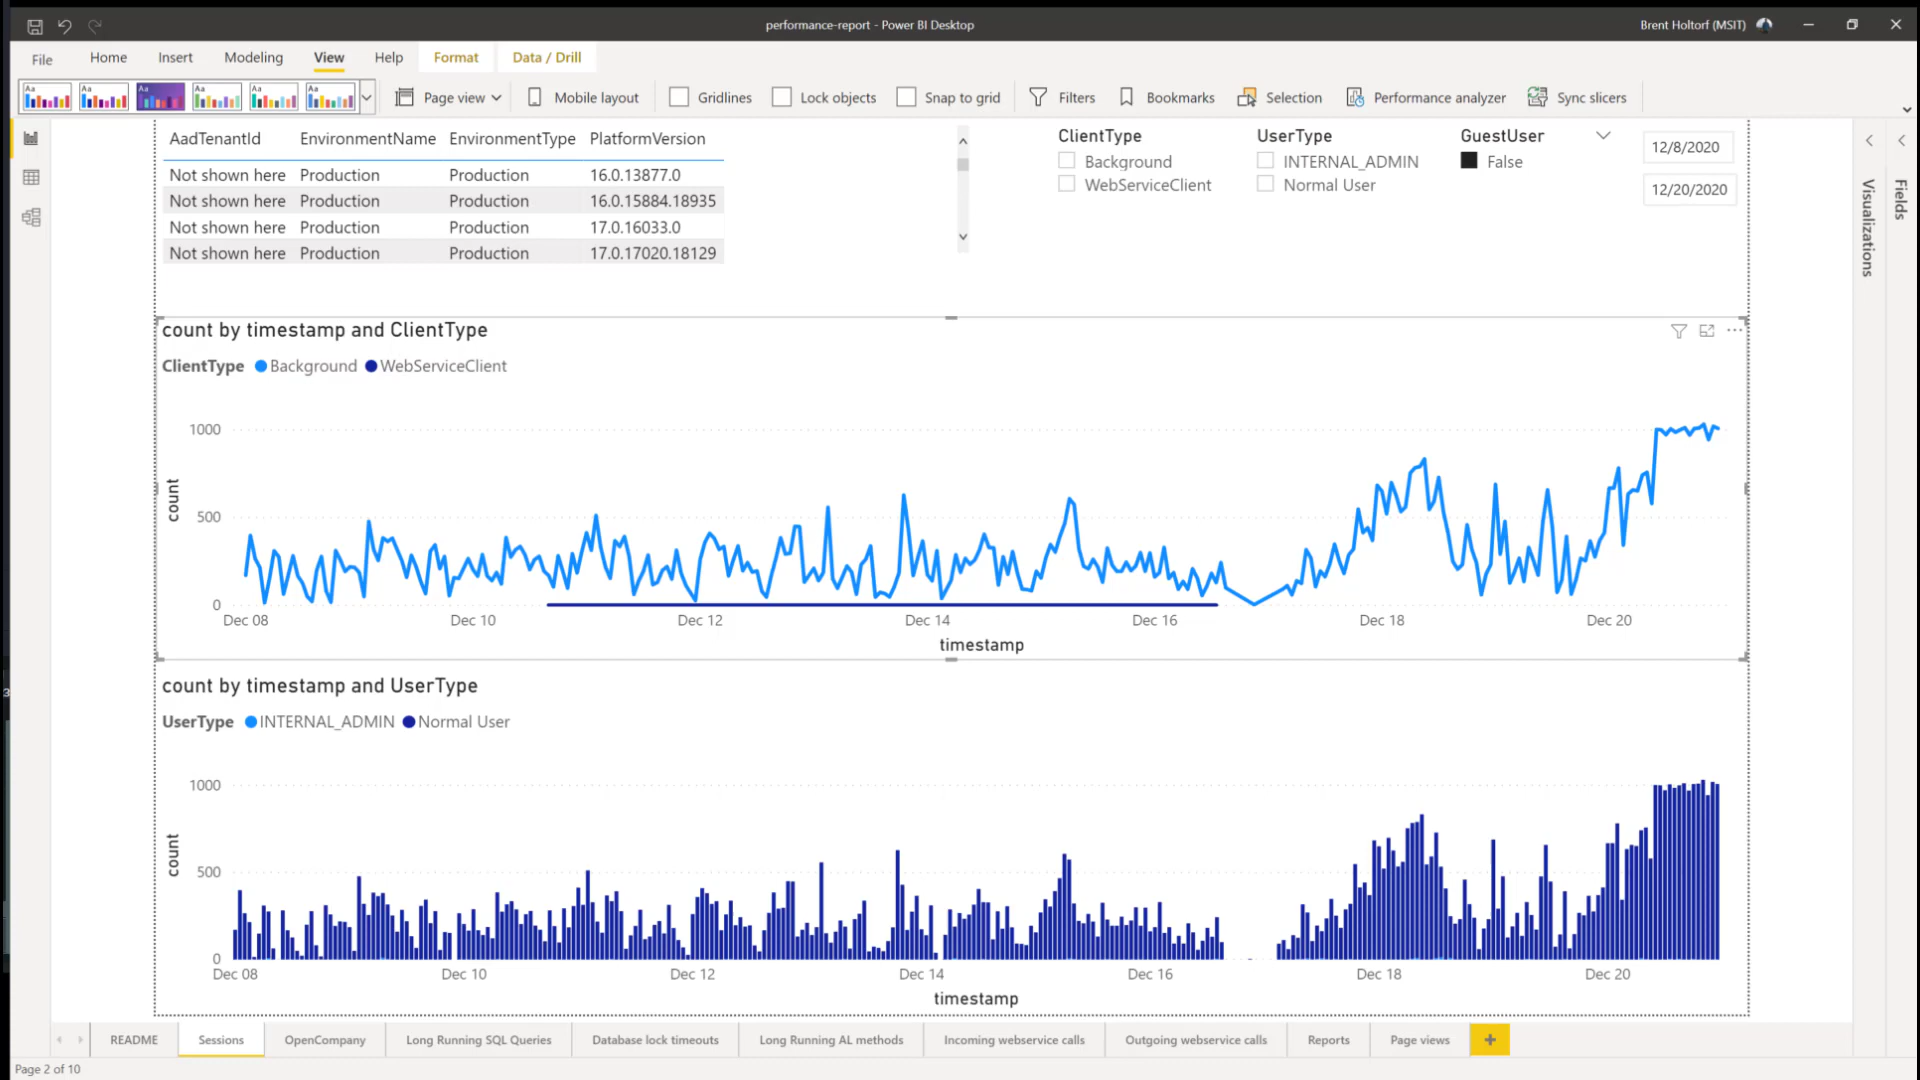 performance-report - Power BI Desktop
Brent Holtorf (MSIT)
File Home Insert Modeling View Help Format Data / Drill
Aa Aa Aa Aa Aa Aa Page view Mobile layout Gridlines Lock objects Snap to grid Filters Bookmarks Selection Performance analyzer Sync slicers
AadTenantId EnvironmentName EnvironmentType PlatformVersion
Not shown here Production Production 16.0.13877.0
Not shown here Production Production 16.0.15884.18935
Not shown here Production Production 17.0.16033.0
Not shown here Production Production 17.0.17020.18129
ClientType
Background
WebServiceClient
UserType
INTERNAL_ADMIN
Normal User
GuestUser
False
12/8/2020
12/20/2020
Visualizations
Fields
count by timestamp and ClientType
ClientType Background WebServiceClient
1000
500
0
count
Dec 08 Dec 10 Dec 12 Dec 14 Dec 16 Dec 18 Dec 20
timestamp
count by timestamp and UserType
UserType INTERNAL_ADMIN Normal User
1000
500
0
count
Dec 08 Dec 10 Dec 12 Dec 14 Dec 16 Dec 18 Dec 20
timestamp
3
README Sessions OpenCompany Long Running SQL Queries Database lock timeouts Long Running AL methods Incoming webservice calls Outgoing webservice calls Reports Page views +
Page 2 of 10